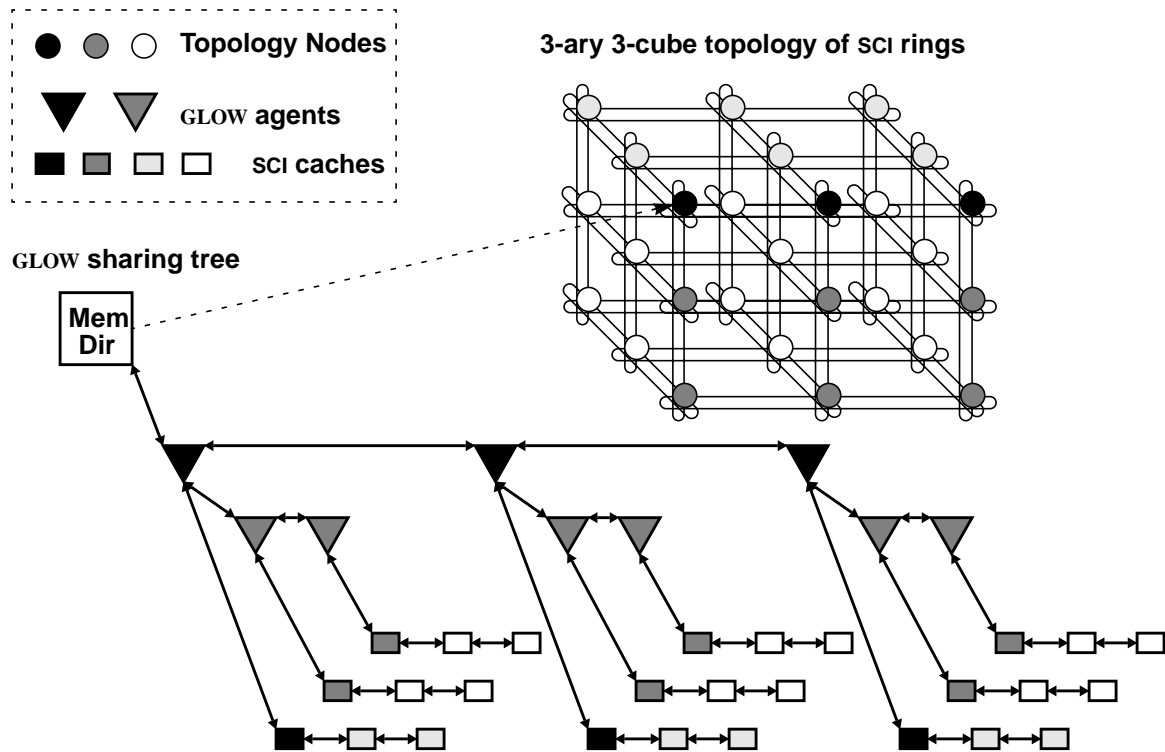 Topology Nodes
GLOW agents
SCI caches
3-ary 3-cube topology of SCI rings
GLOW sharing tree
Mem
Dir